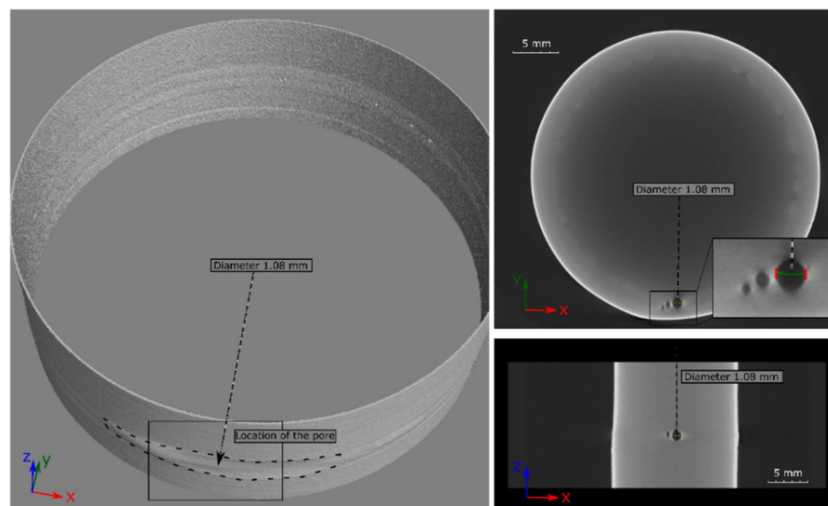 Diameter 1.08 mm
Location of the pore
z
y
x
5 mm
Diameter 1.08 mm
y
x
Diameter 1.08 mm
5 mm
z
x